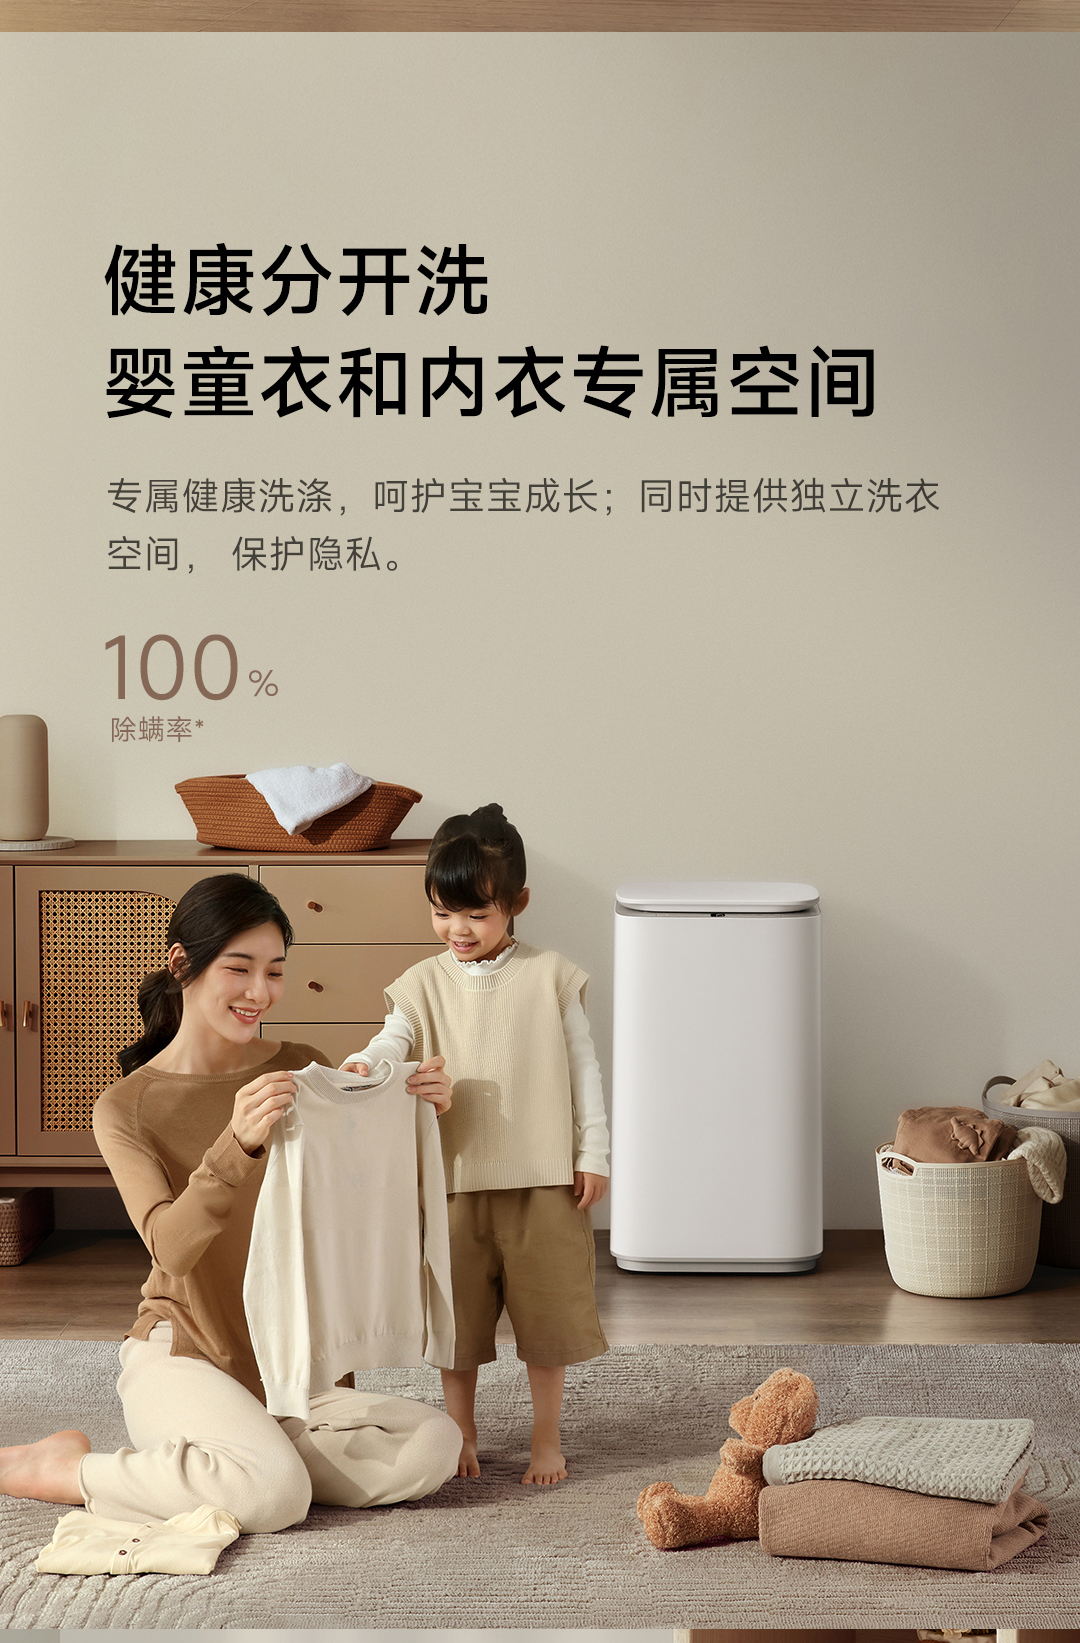 健康分开洗
婴童衣和内衣专属空间
专属健康洗涤，呵护宝宝成长；同时提供独立洗衣
空间， 保护隐私。
100%
除螨率*